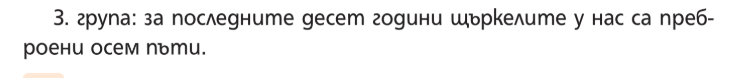 3. група: за последните десет години щъркелите у нас са преб-
роени осем пъти.